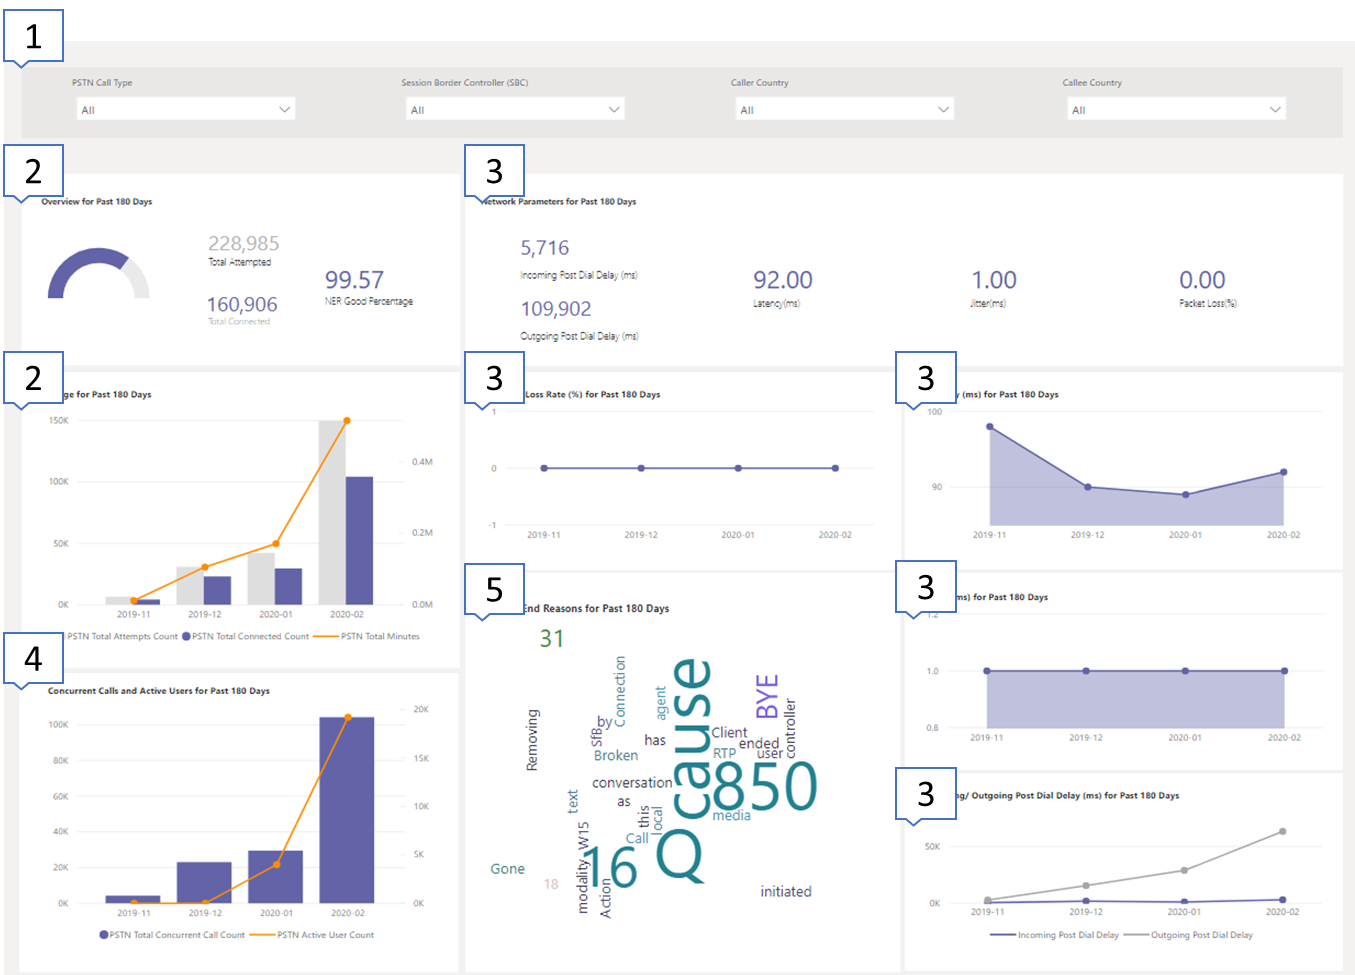 1
PSTN Call Type
All
Session Border Controller (SBC)
All
Caller Country
All
Callee Country
All
2
Overview for Past 180 Days
228,985
Total Attempted
160,906
Total Connected
99.57
NER Good Percentage
3
Network Parameters for Past 180 Days
5,716
Incoming Post Dial Delay (ms)
109,902
Outgoing Post Dial Delay (ms)
92.00
Latency(ms)
1.00
Jitter(ms)
0.00
Packet Loss(%)
2
ge for Past 180 Days
150K
100K
50K
0K
0.4M
0.2M
0.0M
2019-11 2019-12 2020-01 2020-02
PSTN Total Attempts Count PSTN Total Connected Count PSTN Total Minutes
3
Loss Rate (%) for Past 180 Days
1
0
-1
2019-11 2019-12 2020-01 2020-02
3
y (ms) for Past 180 Days
100
90
2019-11 2019-12 2020-01 2020-02
4
Concurrent Calls and Active Users for Past 180 Days
100K
80K
60K
40K
20K
0K
20K
15K
10K
5K
0K
2019-11 2019-12 2020-01 2020-02
PSTN Total Concurrent Call Count PSTN Active User Count
5
End Reasons for Past 180 Days
31
Connection
agent
cause
BYE
Removing
by
SfB
has
Client
ended
controller
Broken
RTP
user
conversation
850
as
text
this
local
media
Call
W15
Q
16
Gone
18
modality
Action
initiated
3
ms) for Past 180 Days
1.2
1.0
0.8
2019-11 2019-12 2020-01 2020-02
3
ng/ Outgoing Post Dial Delay (ms) for Past 180 Days
50K
0K
2019-11 2019-12 2020-01 2020-02
Incoming Post Dial Delay Outgoing Post Dial Delay